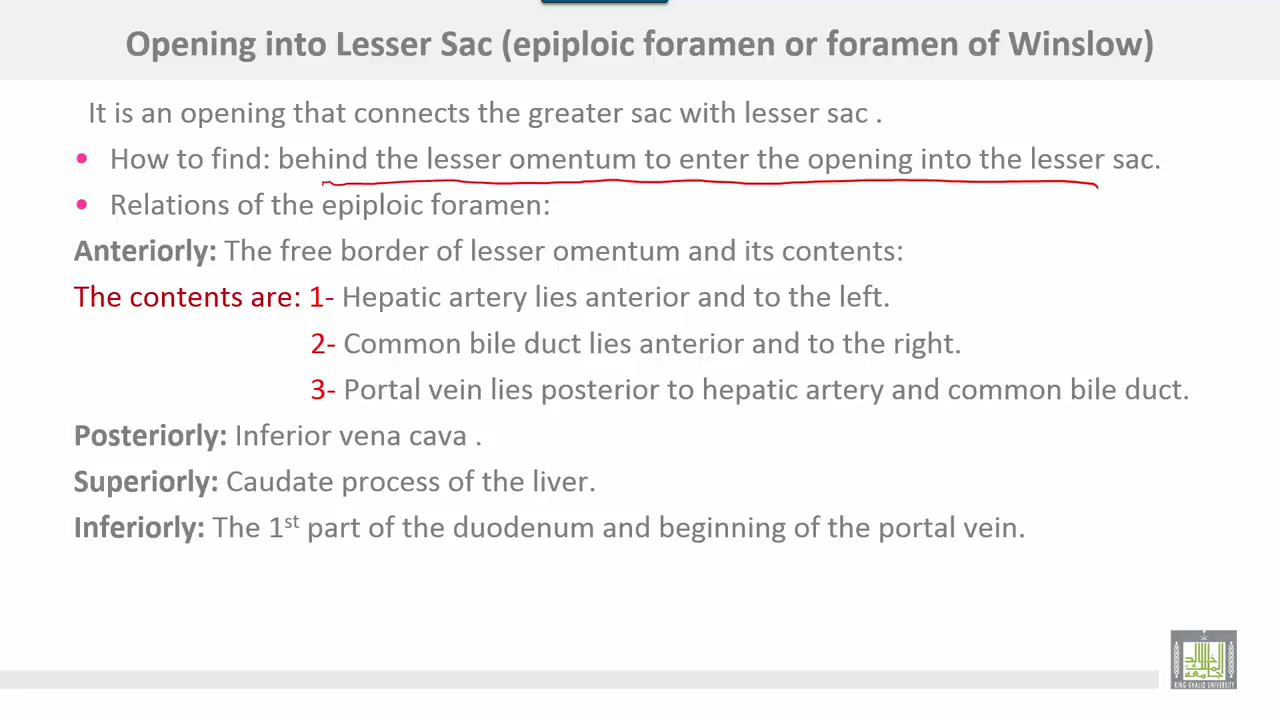 Opening into Lesser Sac (epiploic foramen or foramen of Winslow)
It is an opening that connects the greater sac with lesser sac .
• How to find: behind the lesser omentum to enter the opening into the lesser sac.
• Relations of the epiploic foramen:
Anteriorly: The free border of lesser omentum and its contents:
The contents are: 1- Hepatic artery lies anterior and to the left.
2- Common bile duct lies anterior and to the right.
3- Portal vein lies posterior to hepatic artery and common bile duct.
Posteriorly: Inferior vena cava .
Superiorly: Caudate process of the liver.
Inferiorly: The 1st part of the duodenum and beginning of the portal vein.
KING KHALID UNIVERSITY